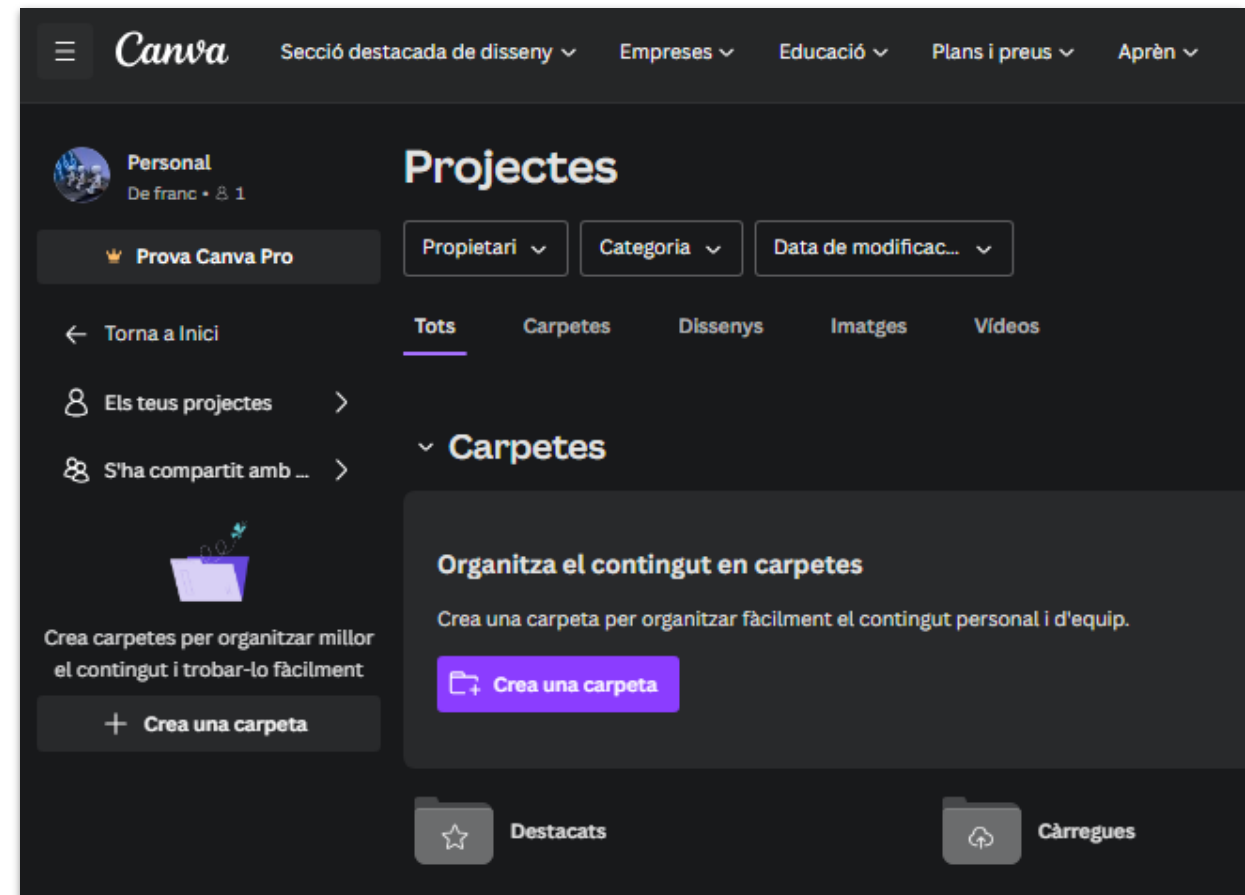 Canva
Secció destacada de disseny
Empreses
Educació
Plans i preus
Aprèn
Personal
De franc • 1
Prova Canva Pro
Torna a Inici
Els teus projectes
S'ha compartit amb ...
Crea carpetes per organitzar millor
el contingut i trobar-lo fàcilment
Crea una carpeta
Projectes
Propietari
Categoria
Data de modificac...
Tots
Carpetes
Dissenys
Imatges
Vídeos
Carpetes
Organitza el contingut en carpetes
Crea una carpeta per organitzar fàcilment el contingut personal i d'equip.
Crea una carpeta
Destacats
Càrregues